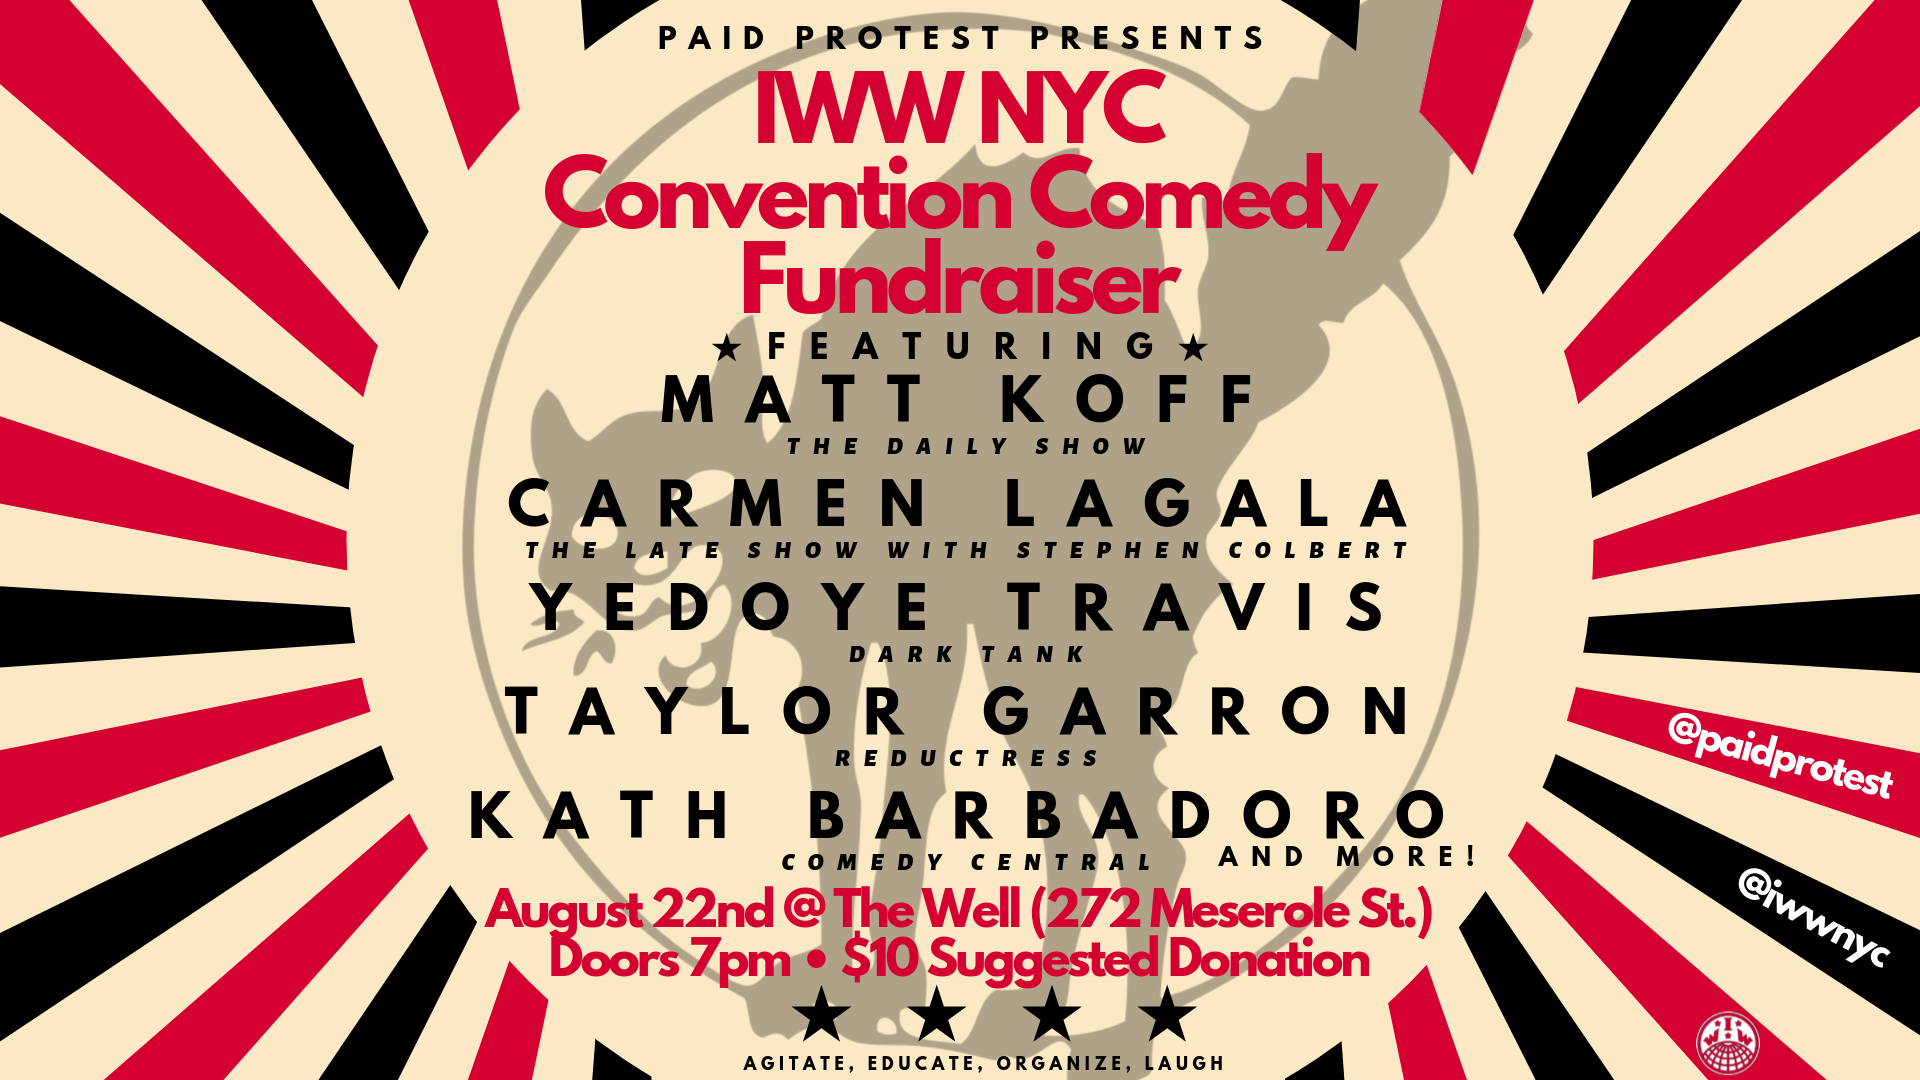 PAID PROTEST PRESENTS
IWW NYC
Convention Comedy
Fundraiser
★ FEATURING ★
MATT KOFF
THE DAILY SHOW
CARMEN LAGALA
THE LATE SHOW WITH STEPHEN COLBERT
YEDOYE TRAVIS
DARK TANK
TAYLOR GARRON
REDUCTRESS
KATH BARBADORO
COMEDY CENTRAL
AND MORE!
August 22nd @ The Well (272 Meserole St.)
Doors 7pm • $10 Suggested Donation
AGITATE, EDUCATE, ORGANIZE, LAUGH
@paidprotest
@iwwnyc
IWW